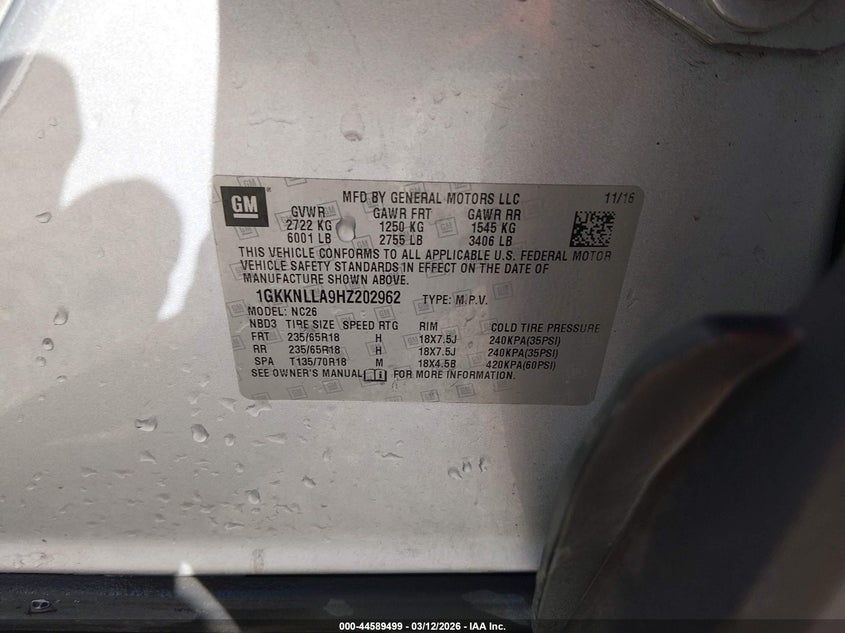 GM
MFD BY GENERAL MOTORS LLC 11/16
GVWR GAWR FRT GAWR RR
2722 KG 1250 KG 1545 KG
6001 LB 2755 LB 3406 LB
THIS VEHICLE CONFORMS TO ALL APPLICABLE U.S. FEDERAL MOTOR
VEHICLE SAFETY STANDARDS IN EFFECT ON THE DATE OF
MANUFACTURE SHOWN ABOVE.
1GKKNLLA9HZ202962 TYPE: M.P.V.
MODEL: NC26
NBD3 TIRE SIZE SPEED RTG RIM COLD TIRE PRESSURE
FRT 235/65R18 H 18X7.5J 240KPA(35PSI)
RR 235/65R18 H 18X7.5J 240KPA(35PSI)
SPA T135/70R18 M 18X4.5B 420KPA(60PSI)
SEE OWNER'S MANUAL FOR MORE INFORMATION.
000-44589499 - 03/12/2026 - IAA Inc.